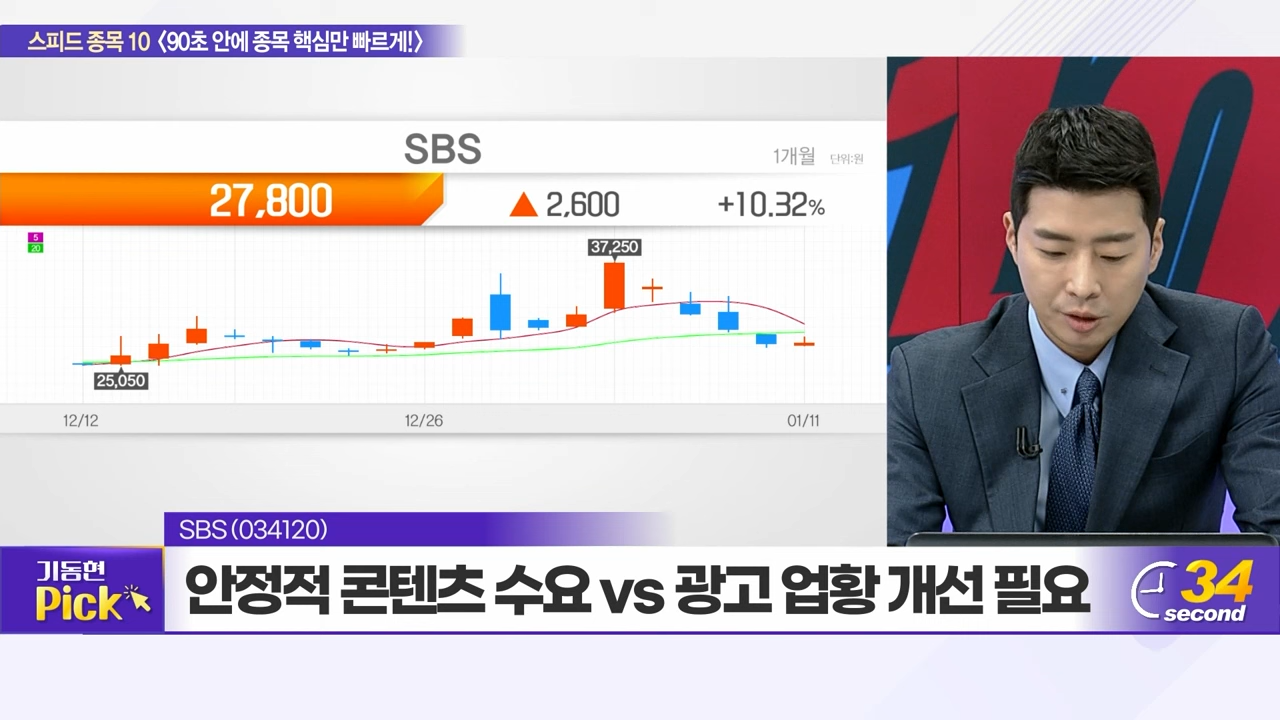 스피드 종목 10 〈90초 안에 종목 핵심만 빠르게!〉
SBS
1개월 단위:원
27,800 ▲ 2,600 +10.32%
5
20
37,250
25,050
12/12 12/26 01/11
SBS(034120)
기동현
Pick
안정적 콘텐츠 수요 vs 광고 업황 개선 필요
34
second